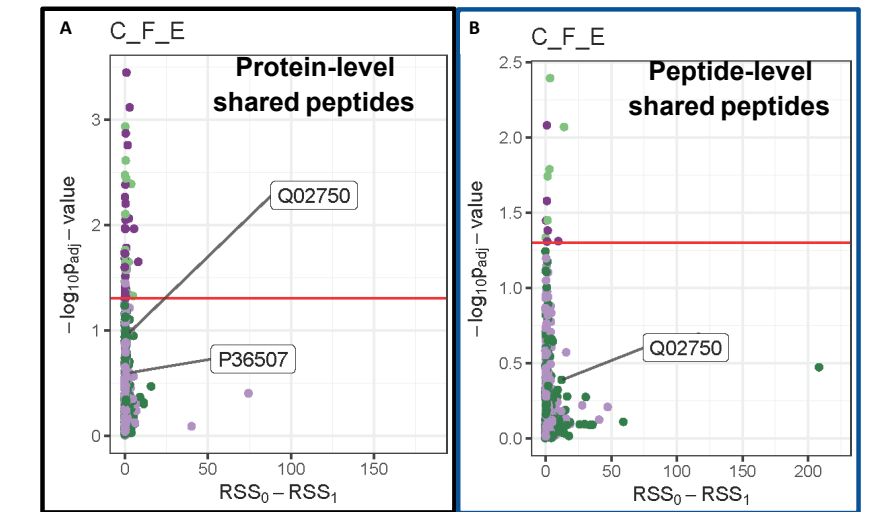 A
C_F_E
Protein-level
shared peptides
3
2
1
0
−log₁₀pₐdⱼ−value
Q02750
P36507
0
50
100
150
RSS₀−RSS₁
B
C_F_E
Peptide-level
shared peptides
2.5
2.0
1.5
1.0
0.5
0.0
−log₁₀pₐdⱼ−value
Q02750
0
50
100
150
200
RSS₀−RSS₁